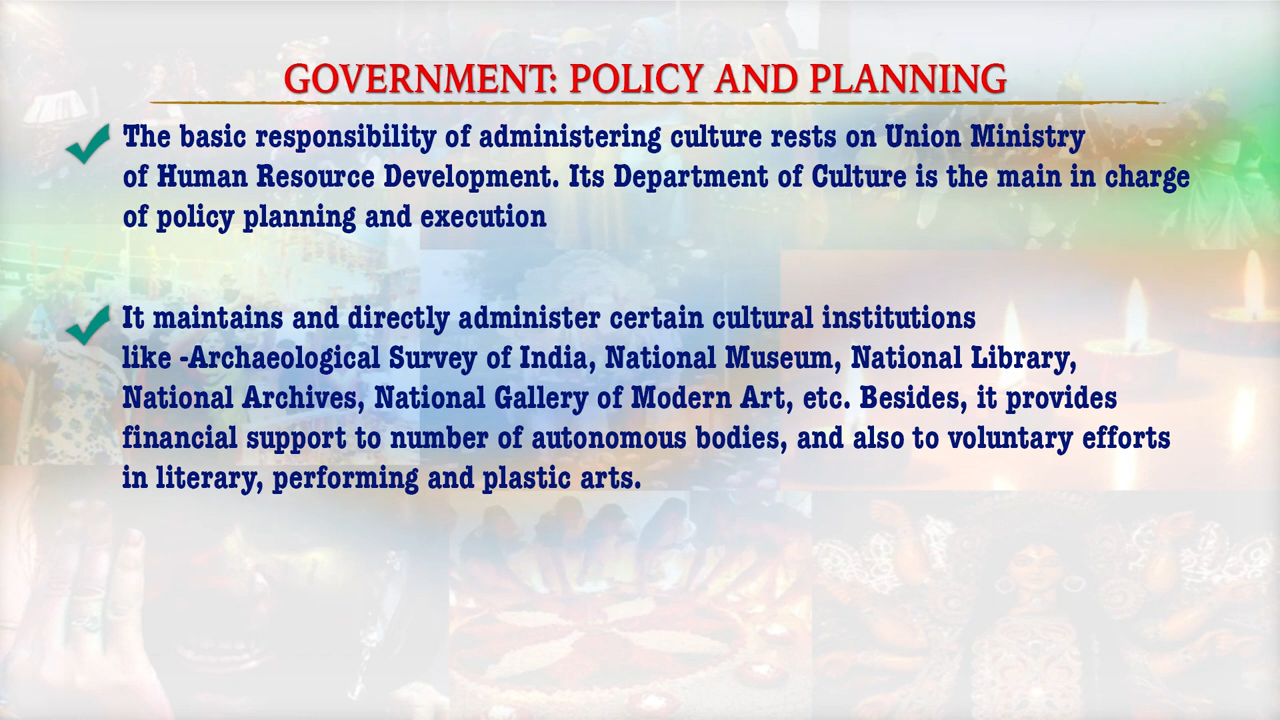 GOVERNMENT: POLICY AND PLANNING
The basic responsibility of administering culture rests on Union Ministry
of Human Resource Development. Its Department of Culture is the main in charge
of policy planning and execution
It maintains and directly administer certain cultural institutions
like -Archaeological Survey of India, National Museum, National Library,
National Archives, National Gallery of Modern Art, etc. Besides, it provides
financial support to number of autonomous bodies, and also to voluntary efforts
in literary, performing and plastic arts.